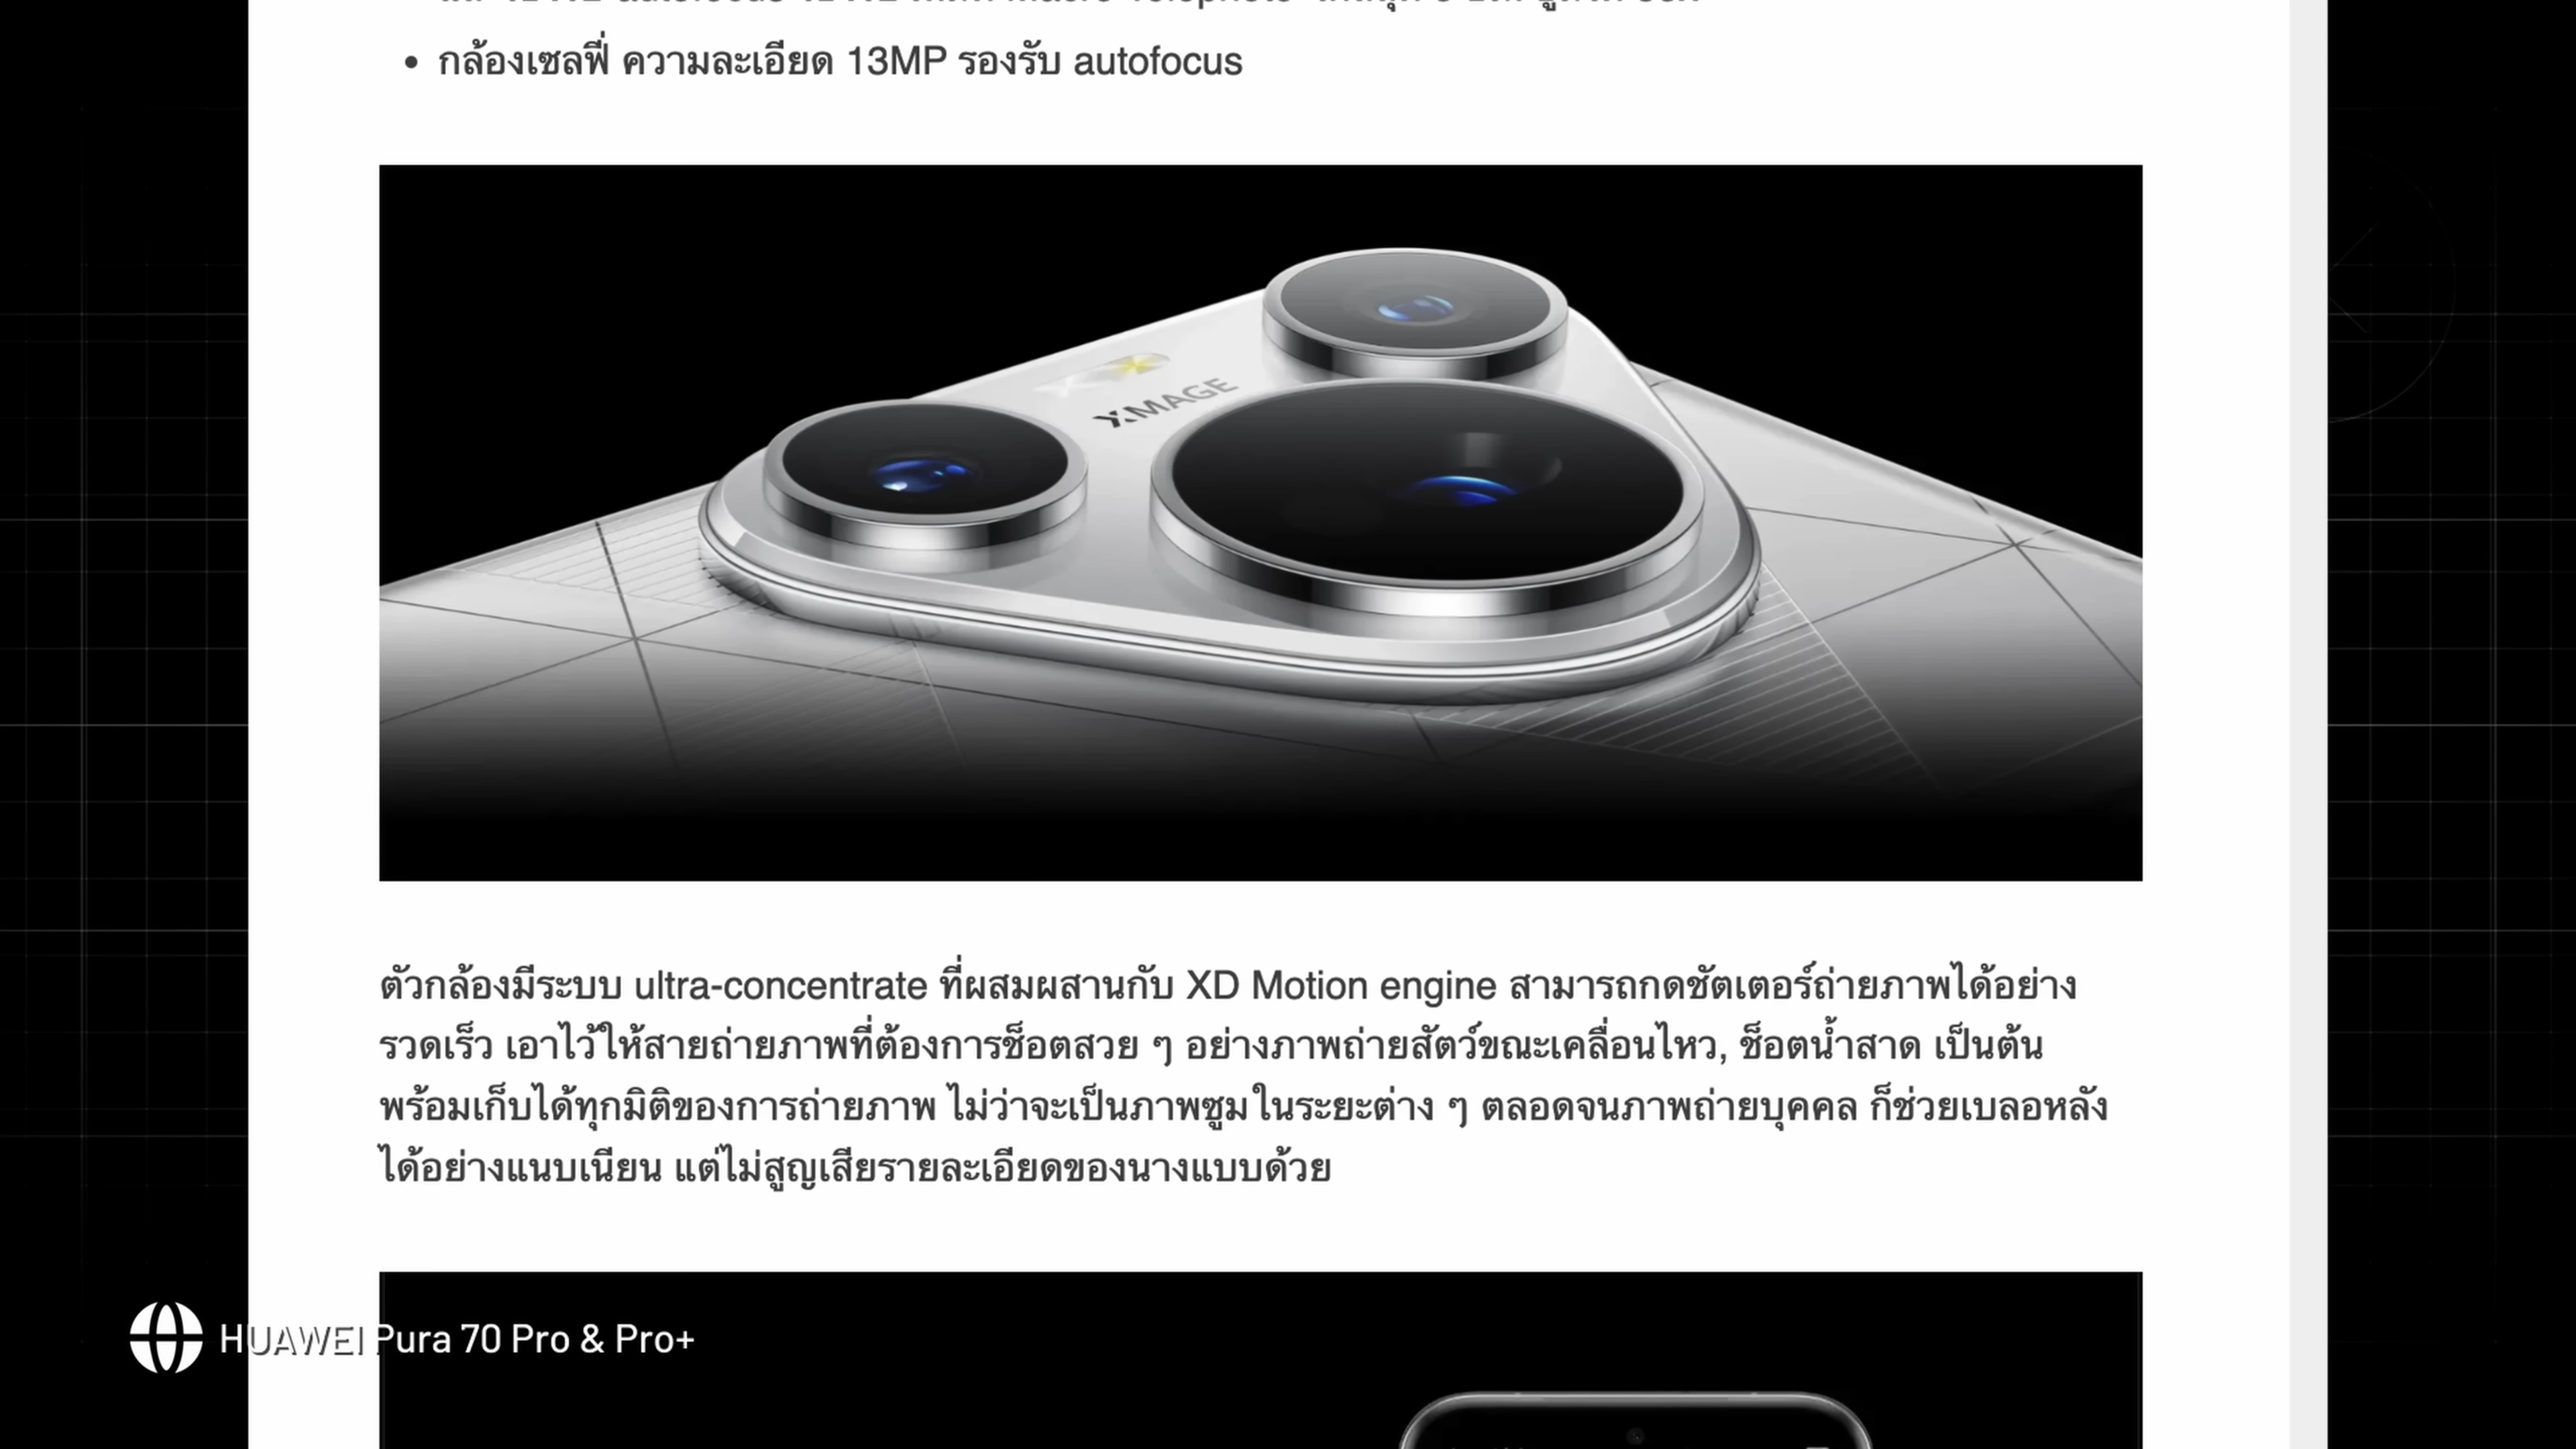 กล้องเซลฟี่ ความละเอียด 13MP รองรับ autofocus
XMAGE
ตัวกล้องมีระบบ ultra-concentrate ที่ผสมผสานกับ XD Motion engine สามารถกดชัตเตอร์ถ่ายภาพได้อย่าง
รวดเร็ว เอาไว้ให้สายถ่ายภาพที่ต้องการช็อตสวย ๆ อย่างภาพถ่ายสัตว์ขณะเคลื่อนไหว, ช็อตน้ำสาด เป็นต้น
พร้อมเก็บได้ทุกมิติของการถ่ายภาพ ไม่ว่าจะเป็นภาพซูมในระยะต่าง ๆ ตลอดจนภาพถ่ายบุคคล ก็ช่วยเบลอหลัง
ได้อย่างแนบเนียน แต่ไม่สูญเสียรายละเอียดของนางแบบด้วย
HUAWEI Pura 70 Pro & Pro+